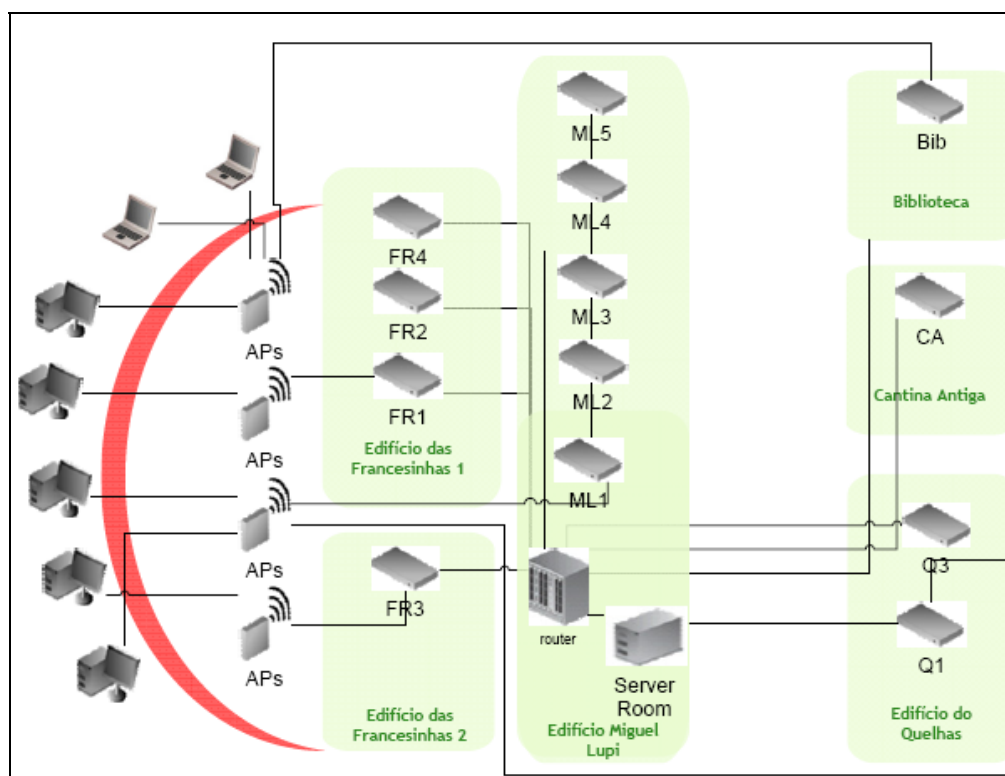 ML5
Bib
Biblioteca
ML4
FR4
ML3
CA
FR2
APs
ML2
Cantina Antiga
FR1
Edifício das
Francesinhas 1
APs
ML1
APs
Q3
FR3
router
APs
Server
Room
Q1
Edifício das
Francesinhas 2
Edifício Miguel
Lupi
Edifício do
Quelhas